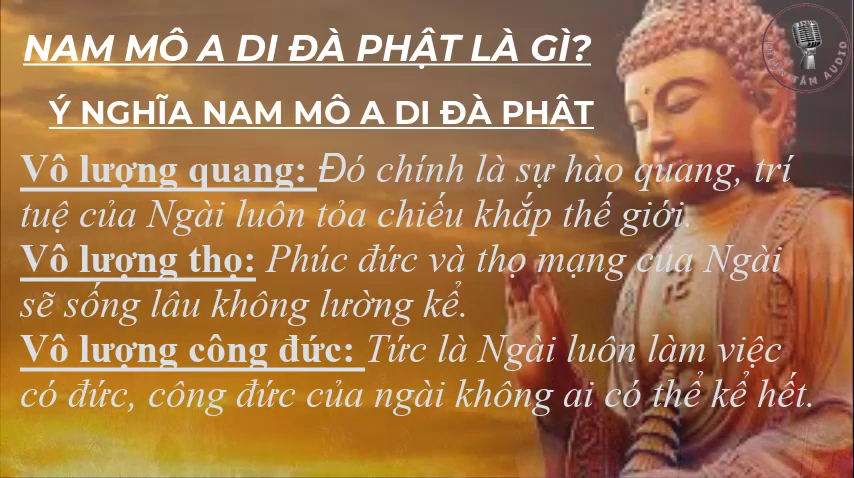 NAM MÔ A DI ĐÀ PHẬT LÀ GÌ?
Ý NGHĨA NAM MÔ A DI ĐÀ PHẬT
Vô lượng quang: Đó chính là sự hào quang, trí
tuệ của Ngài luôn tỏa chiếu khắp thế giới.
Vô lượng thọ: Phúc đức và thọ mạng của Ngài
sẽ sống lâu không lường kể.
Vô lượng công đức: Tức là Ngài luôn làm việc
có đức, công đức của ngài không ai có thể kể hết.
TÂM AUDIO